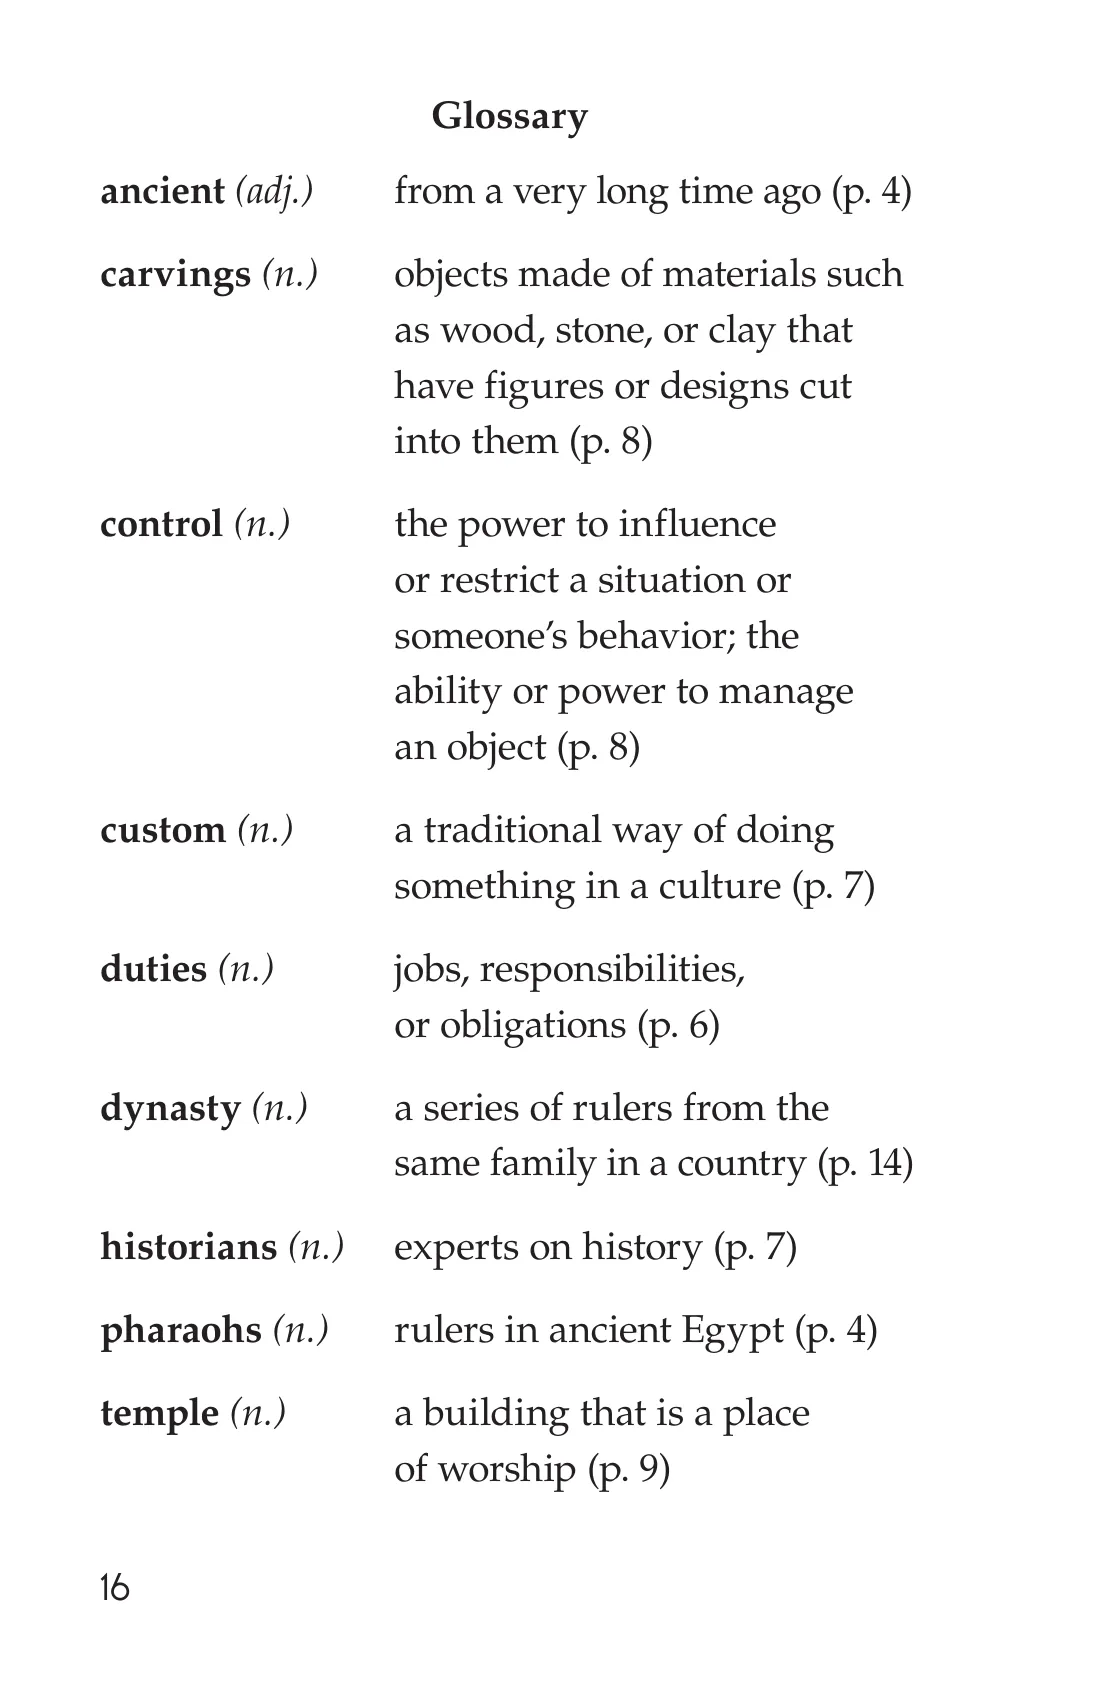 Glossary
ancient (adj.) from a very long time ago (p. 4)
carvings (n.) objects made of materials such
as wood, stone, or clay that
have figures or designs cut
into them (p. 8)
control (n.) the power to influence
or restrict a situation or
someone's behavior; the
ability or power to manage
an object (p. 8)
custom (n.) a traditional way of doing
something in a culture (p. 7)
duties (n.) jobs, responsibilities,
or obligations (p. 6)
dynasty (n.) a series of rulers from the
same family in a country (p. 14)
historians (n.) experts on history (p. 7)
pharaohs (n.) rulers in ancient Egypt (p. 4)
temple (n.) a building that is a place
of worship (p. 9)
16